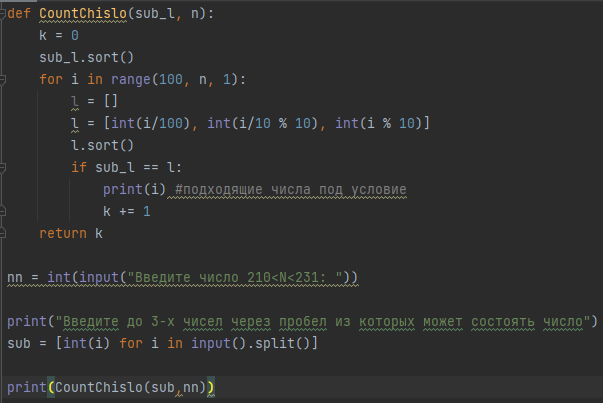 def CountChislo(sub_l, n):
    k = 0
    sub_l.sort()
    for i in range(100, n, 1):
        l = []
        l = [int(i/100), int(i/10 % 10), int(i % 10)]
        l.sort()
        if sub_l == l:
            print(i) #подходящие числа под условие
            k += 1
    return k
nn = int(input("Введите число 210<N<231: "))
print("Введите до 3-х чисел через пробел из которых может состоять число")
sub = [int(i) for i in input().split()]
print(CountChislo(sub,nn))